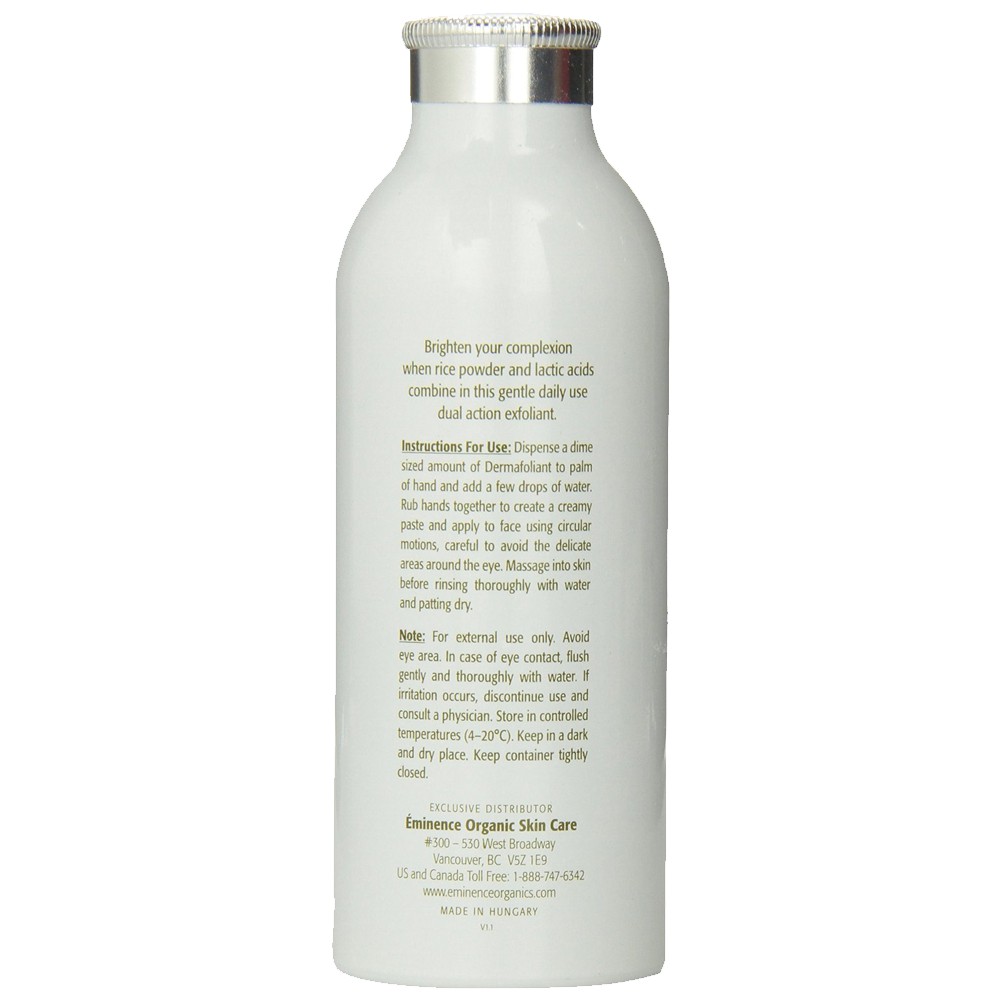 Brighten your complexion
when rice powder and lactic acids
combine in this gentle daily use
dual action exfoliant.
Instructions For Use: Dispense a dime
sized amount of Dermafoliant to palm
of hand and add a few drops of water.
Rub hands together to create a creamy
paste and apply to face using circular
motions, careful to avoid the delicate
areas around the eye. Massage into skin
before rinsing thoroughly with water
and patting dry.
Note: For external use only. Avoid
eye area. In case of eye contact, flush
gently and thoroughly with water. If
irritation occurs, discontinue use and
consult a physician. Store in controlled
temperatures (4–20°C). Keep in a dark
and dry place. Keep container tightly
closed.
EXCLUSIVE DISTRIBUTOR
Éminence Organic Skin Care
#300 – 530 West Broadway
Vancouver, BC V5Z 1E9
US and Canada Toll Free: 1-888-747-6342
www.eminenceorganics.com
MADE IN HUNGARY
V1.1